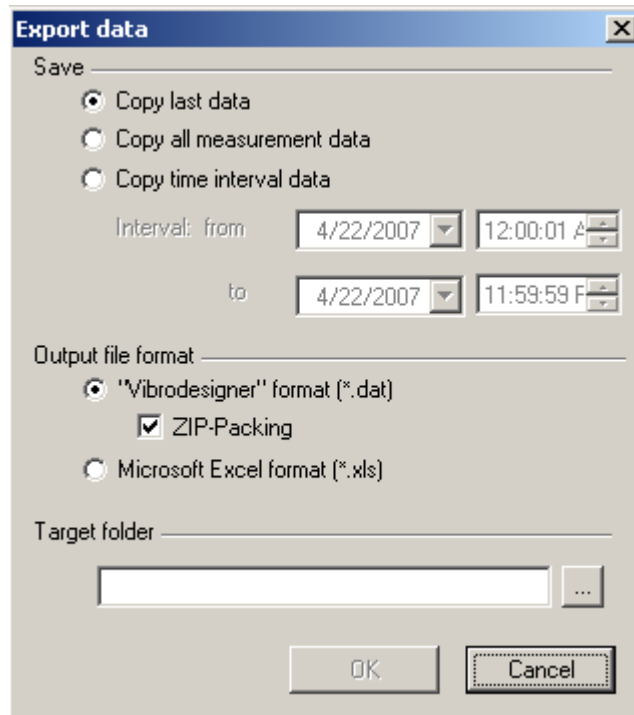 Export data
Save
Copy last data
Copy all measurement data
Copy time interval data
Interval: from 4/22/2007 12:00:01 A
to 4/22/2007 11:59:59 F
Output file format
"Vibrodesigner" format (*.dat)
ZIP-Packing
Microsoft Excel format (*.xls)
Target folder
...
OK Cancel